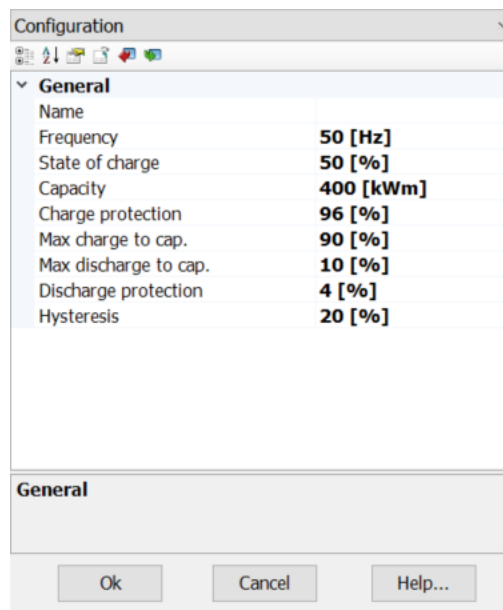 Configuration
General
Name
Frequency 50 [Hz]
State of charge 50 [%]
Capacity 400 [kWm]
Charge protection 96 [%]
Max charge to cap. 90 [%]
Max discharge to cap. 10 [%]
Discharge protection 4 [%]
Hysteresis 20 [%]
General
Ok Cancel Help...